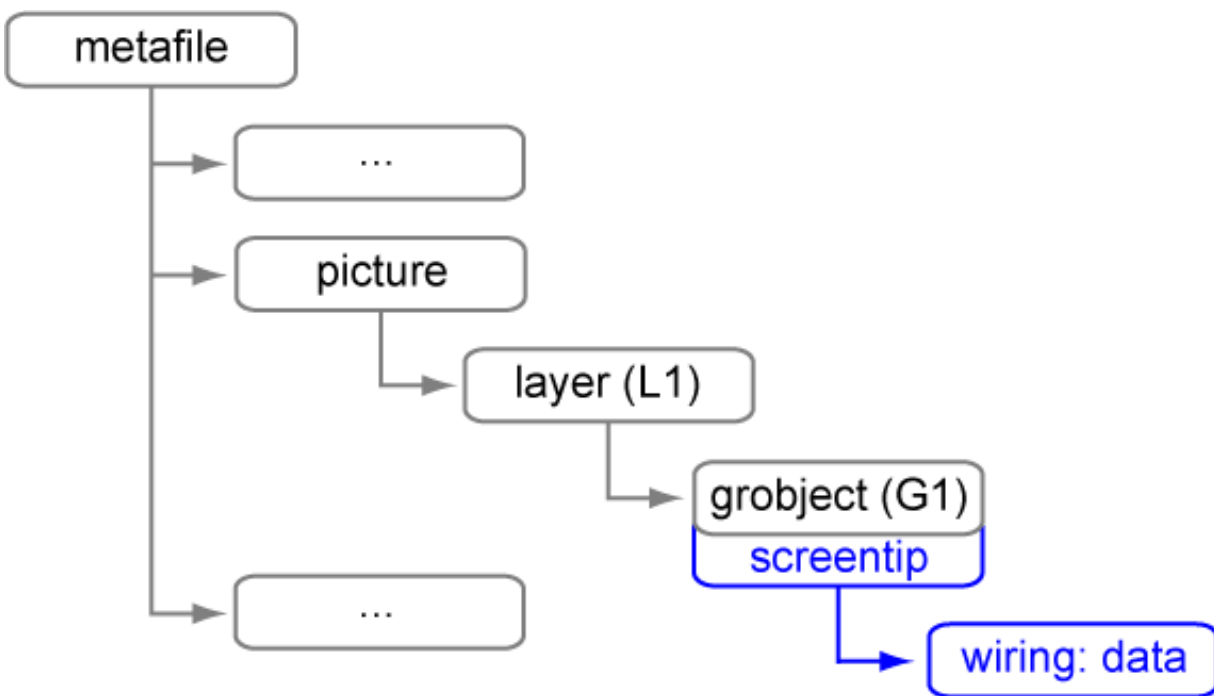 metafile
...
picture
layer (L1)
grobject (G1)
screentip
...
wiring: data